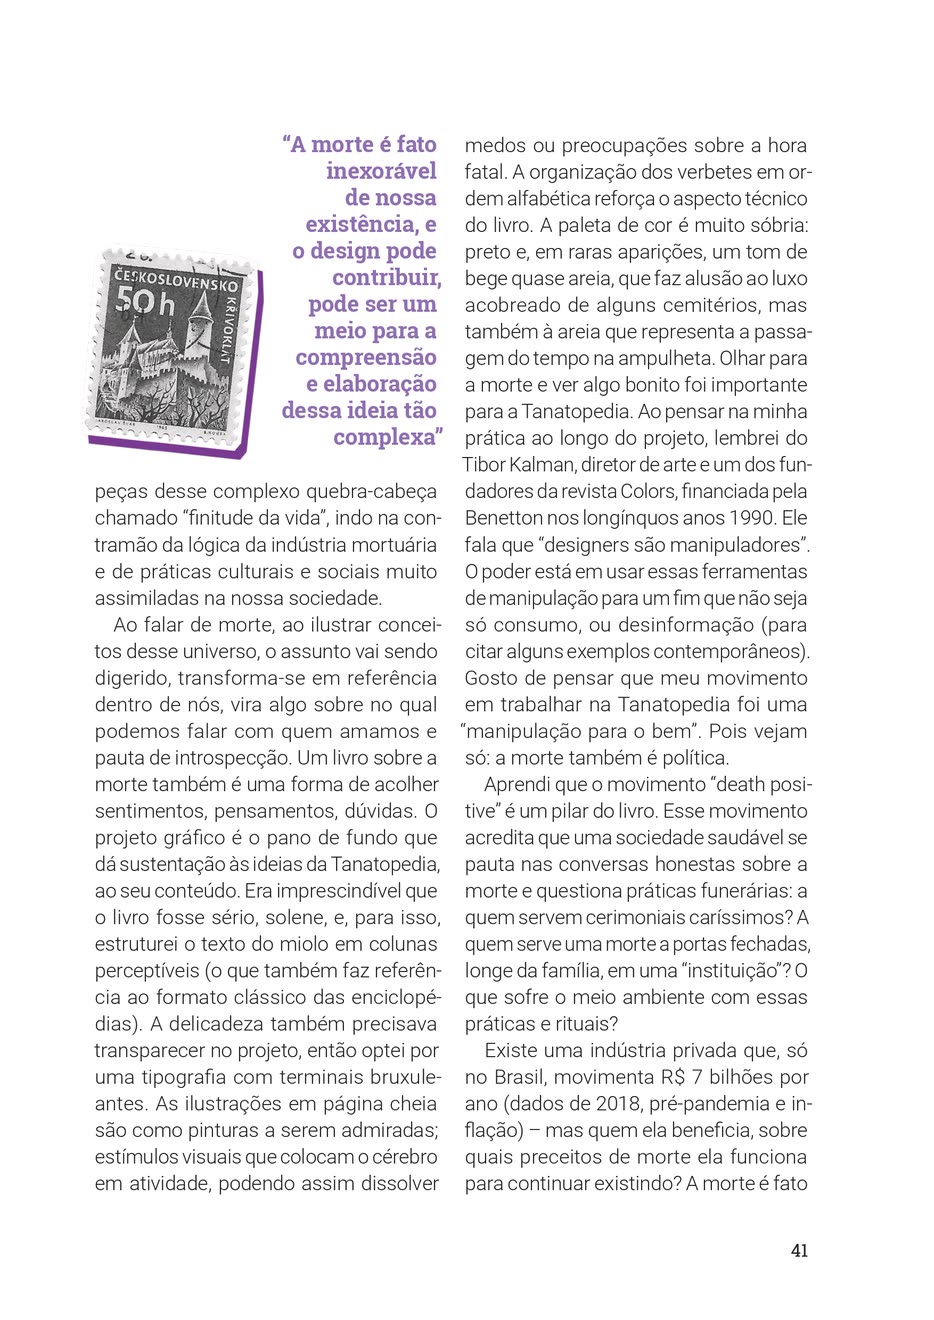 “A morte é fato
inexorável
de nossa
existência, e
o design pode
contribuir,
pode ser um
meio para a
compreensão
e elaboração
dessa ideia tão
complexa”
ČESKOSLOVENSKO
50h
KŘIVOKLÁT
JAROSLAV ŠVÁB
1963
peças desse complexo quebra-cabeça
chamado “finitude da vida”, indo na con-
tramão da lógica da indústria mortuária
e de práticas culturais e sociais muito
assimiladas na nossa sociedade.
Ao falar de morte, ao ilustrar concei-
tos desse universo, o assunto vai sendo
digerido, transforma-se em referência
dentro de nós, vira algo sobre no qual
podemos falar com quem amamos e
pauta de introspecção. Um livro sobre a
morte também é uma forma de acolher
sentimentos, pensamentos, dúvidas. O
projeto gráfico é o pano de fundo que
dá sustentação às ideias da Tanatopedia,
ao seu conteúdo. Era imprescindível que
o livro fosse sério, solene, e, para isso,
estruturei o texto do miolo em colunas
perceptíveis (o que também faz referên-
cia ao formato clássico das enciclopé-
dias). A delicadeza também precisava
transparecer no projeto, então optei por
uma tipografia com terminais bruxule-
antes. As ilustrações em página cheia
são como pinturas a serem admiradas;
estímulos visuais que colocam o cérebro
em atividade, podendo assim dissolver
medos ou preocupações sobre a hora
fatal. A organização dos verbetes em or-
dem alfabética reforça o aspecto técnico
do livro. A paleta de cor é muito sóbria:
preto e, em raras aparições, um tom de
bege quase areia, que faz alusão ao luxo
acobreado de alguns cemitérios, mas
também à areia que representa a passa-
gem do tempo na ampulheta. Olhar para
a morte e ver algo bonito foi importante
para a Tanatopedia. Ao pensar na minha
prática ao longo do projeto, lembrei do
Tibor Kalman, diretor de arte e um dos fun-
dadores da revista Colors, financiada pela
Benetton nos longínquos anos 1990. Ele
fala que “designers são manipuladores”.
O poder está em usar essas ferramentas
de manipulação para um fim que não seja
só consumo, ou desinformação (para
citar alguns exemplos contemporâneos).
Gosto de pensar que meu movimento
em trabalhar na Tanatopedia foi uma
“manipulação para o bem”. Pois vejam
só: a morte também é política.
Aprendi que o movimento “death posi-
tive” é um pilar do livro. Esse movimento
acredita que uma sociedade saudável se
pauta nas conversas honestas sobre a
morte e questiona práticas funerárias: a
quem servem cerimoniais caríssimos? A
quem serve uma morte a portas fechadas,
longe da família, em uma “instituição”? O
que sofre o meio ambiente com essas
práticas e rituais?
Existe uma indústria privada que, só
no Brasil, movimenta R$ 7 bilhões por
ano (dados de 2018, pré-pandemia e in-
flação) – mas quem ela beneficia, sobre
quais preceitos de morte ela funciona
para continuar existindo? A morte é fato
41